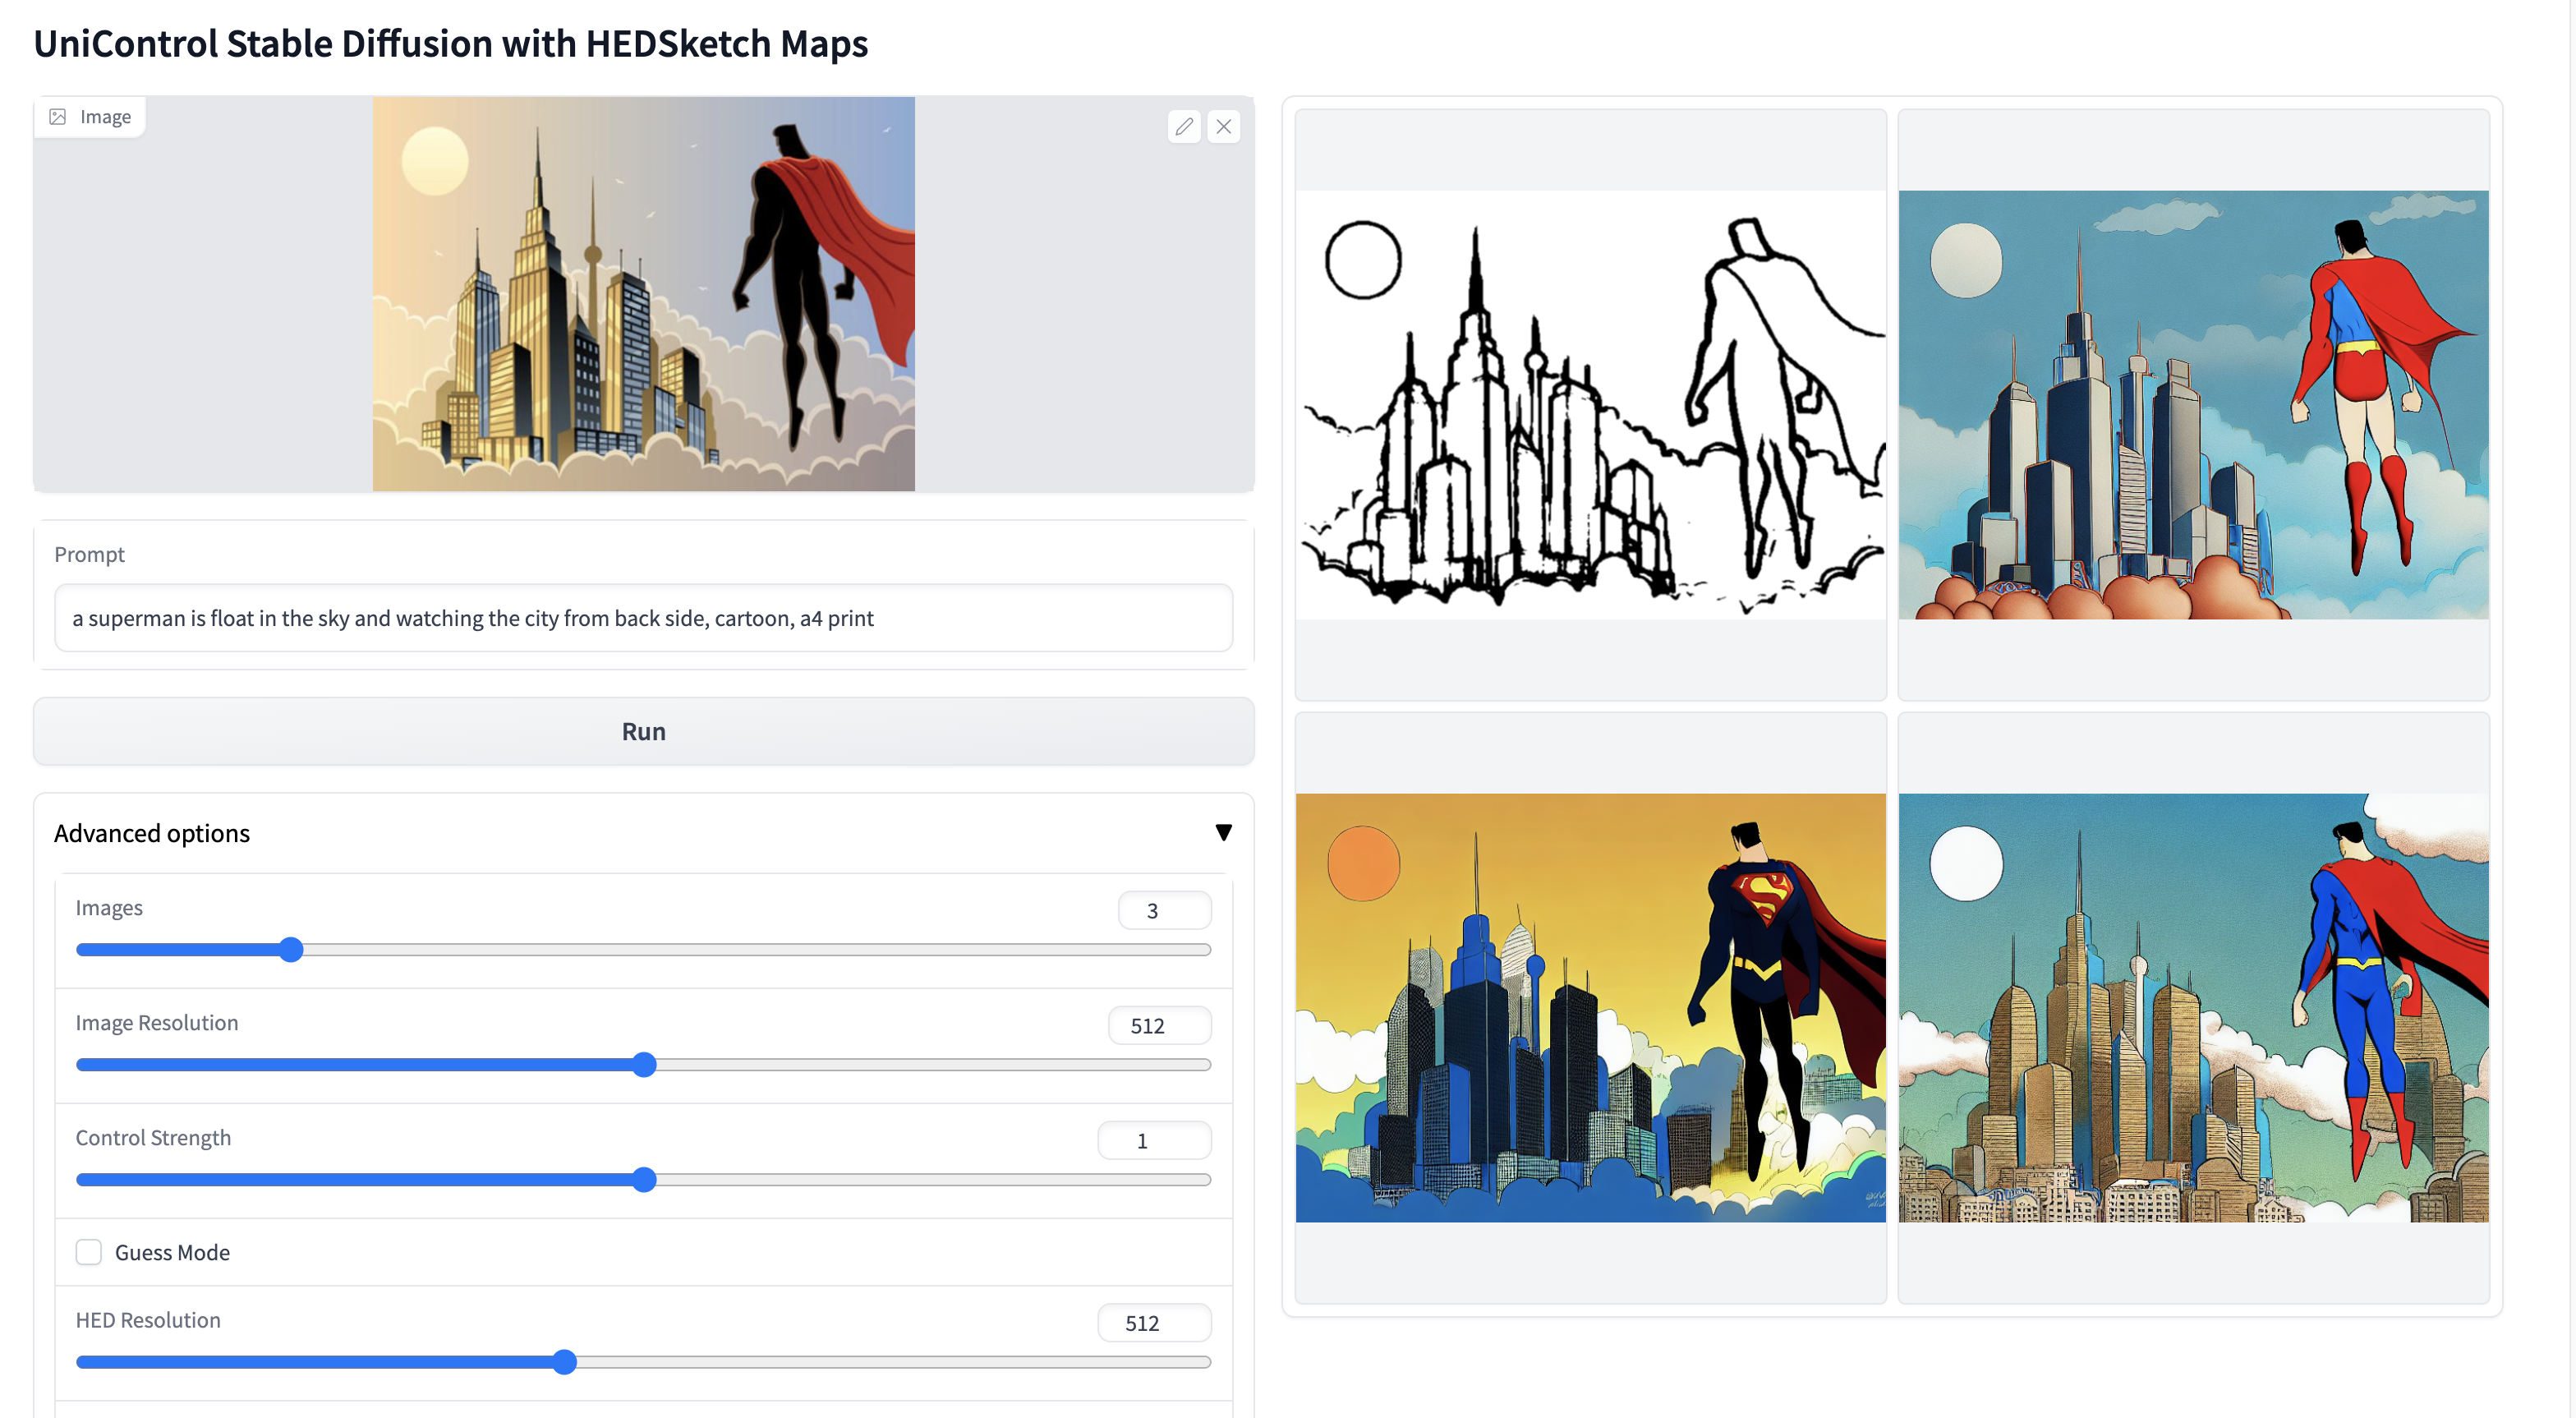 UniControl Stable Diffusion with HEDSketch Maps
Image
Prompt
a superman is float in the sky and watching the city from back side, cartoon, a4 print
Run
Advanced options
Images
3
Image Resolution
512
Control Strength
1
Guess Mode
HED Resolution
512
S